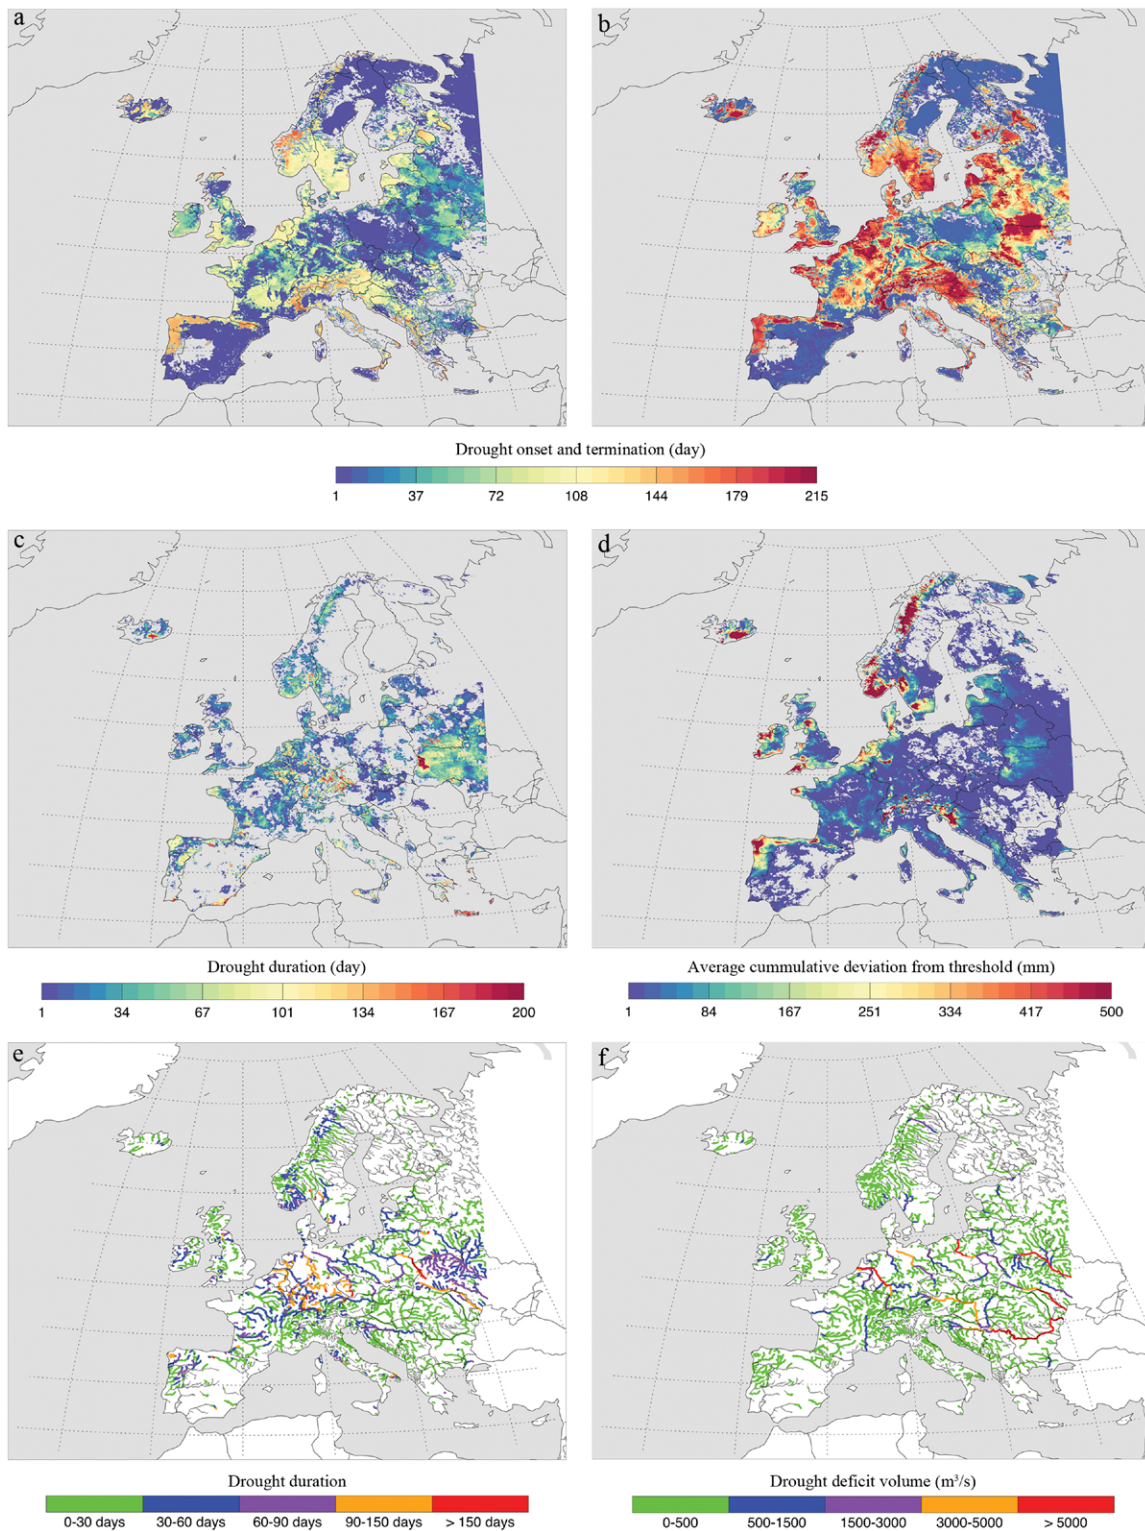 a
b
Drought onset and termination (day)
1 37 72 108 144 179 215
c
d
Drought duration (day)
1 34 67 101 134 167 200
Average cummulative deviation from threshold (mm)
1 84 167 251 334 417 500
e
f
Drought duration
0-30 days 30-60 days 60-90 days 90-150 days > 150 days
Drought deficit volume (m³/s)
0-500 500-1500 1500-3000 3000-5000 > 5000